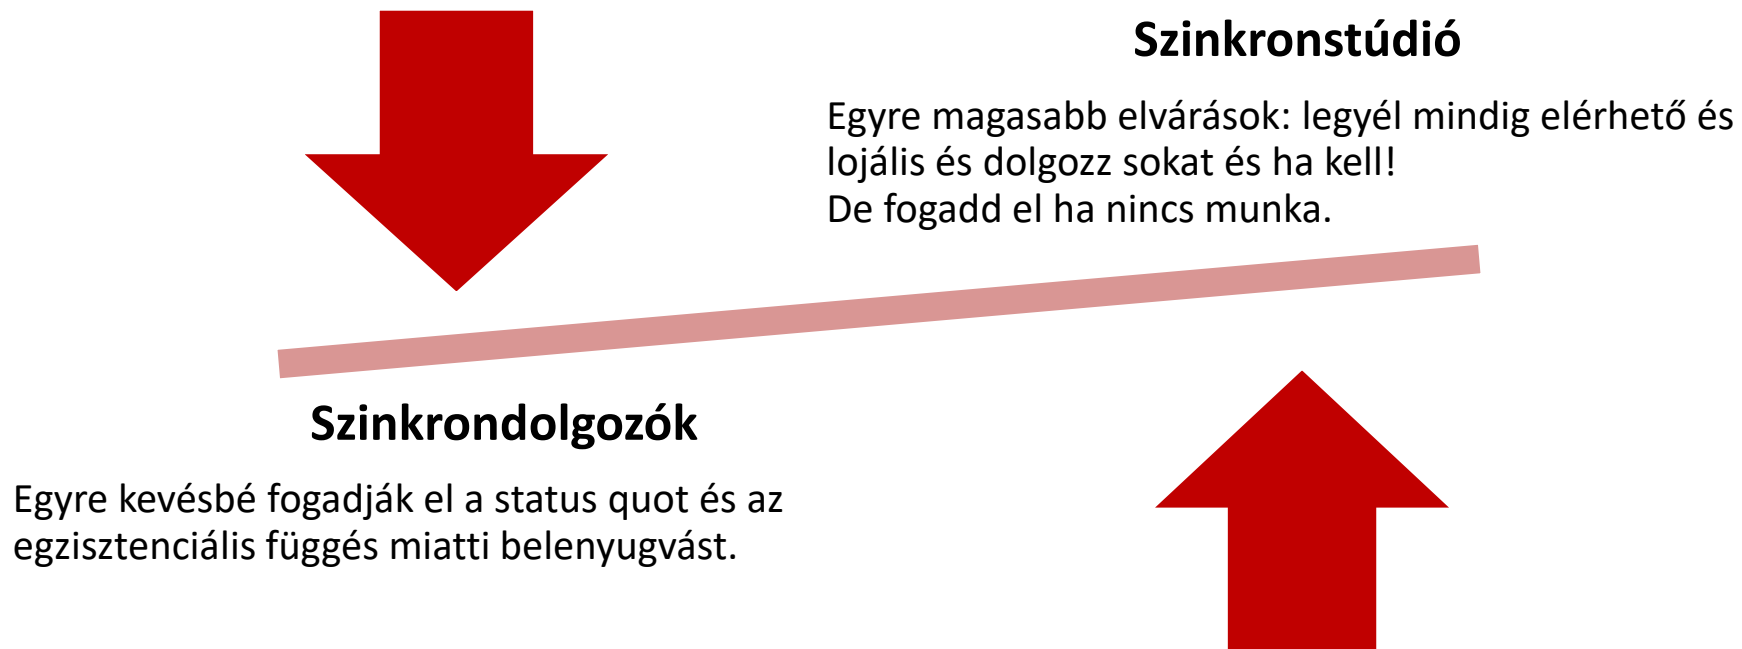 Szinkronstúdió
Egyre magasabb elvárások: legyél mindig elérhető és
lojális és dolgozz sokat és ha kell!
De fogadd el ha nincs munka.
Szinkrondolgozók
Egyre kevésbé fogadják el a status quot és az
egzisztenciális függés miatti belenyugvást.